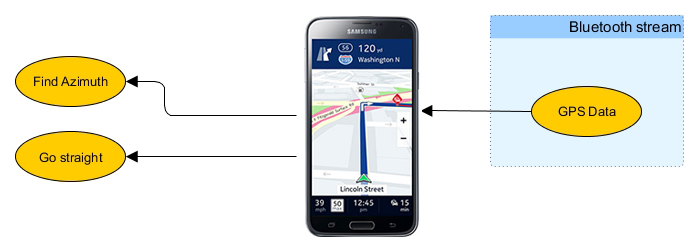 Bluetooth stream
SAMSUNG
56
120 yd
Washington N
Find Azimuth
GPS Data
+
Go straight
−
Lincoln Street
39 mph
50
12:45 pm
15 min